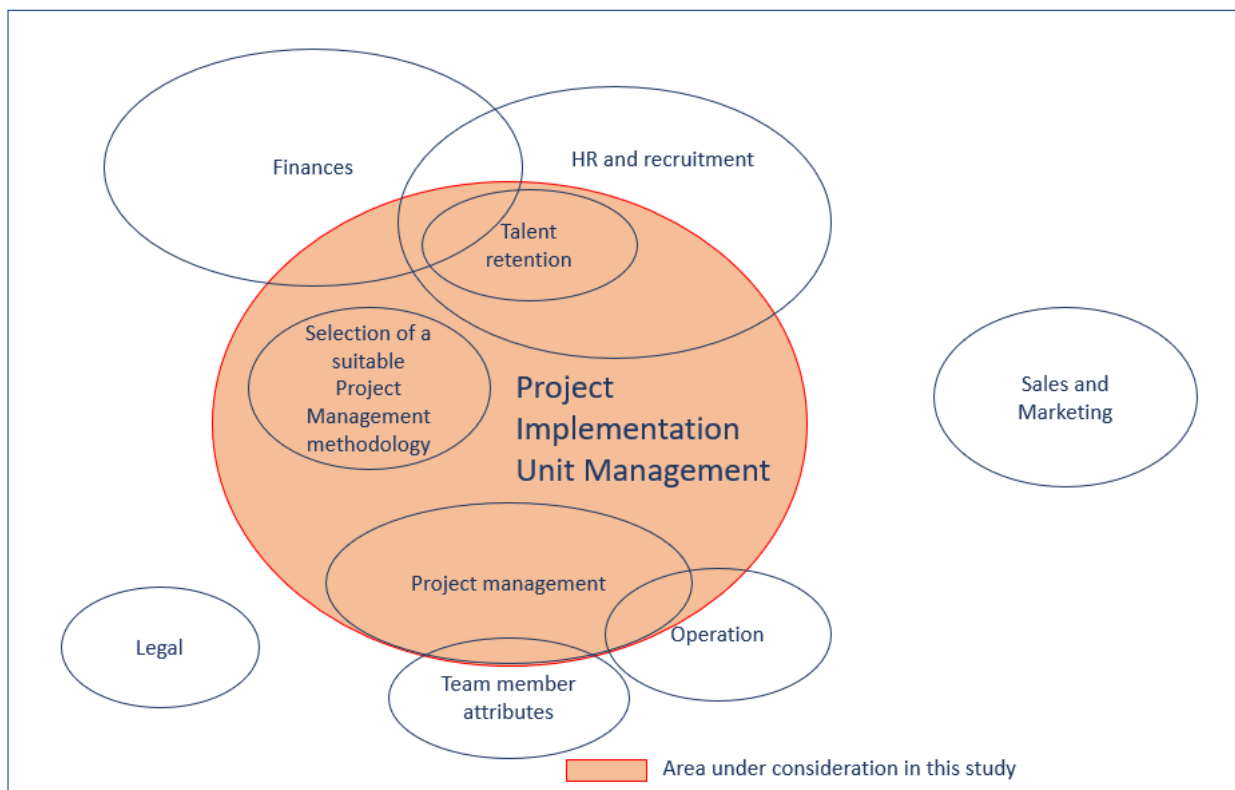 Finances
HR and recruitment
Talent
retention
Selection of a
suitable
Project
Management
methodology
Project
Implementation
Unit Management
Sales and
Marketing
Project management
Operation
Legal
Team member
attributes
Area under consideration in this study